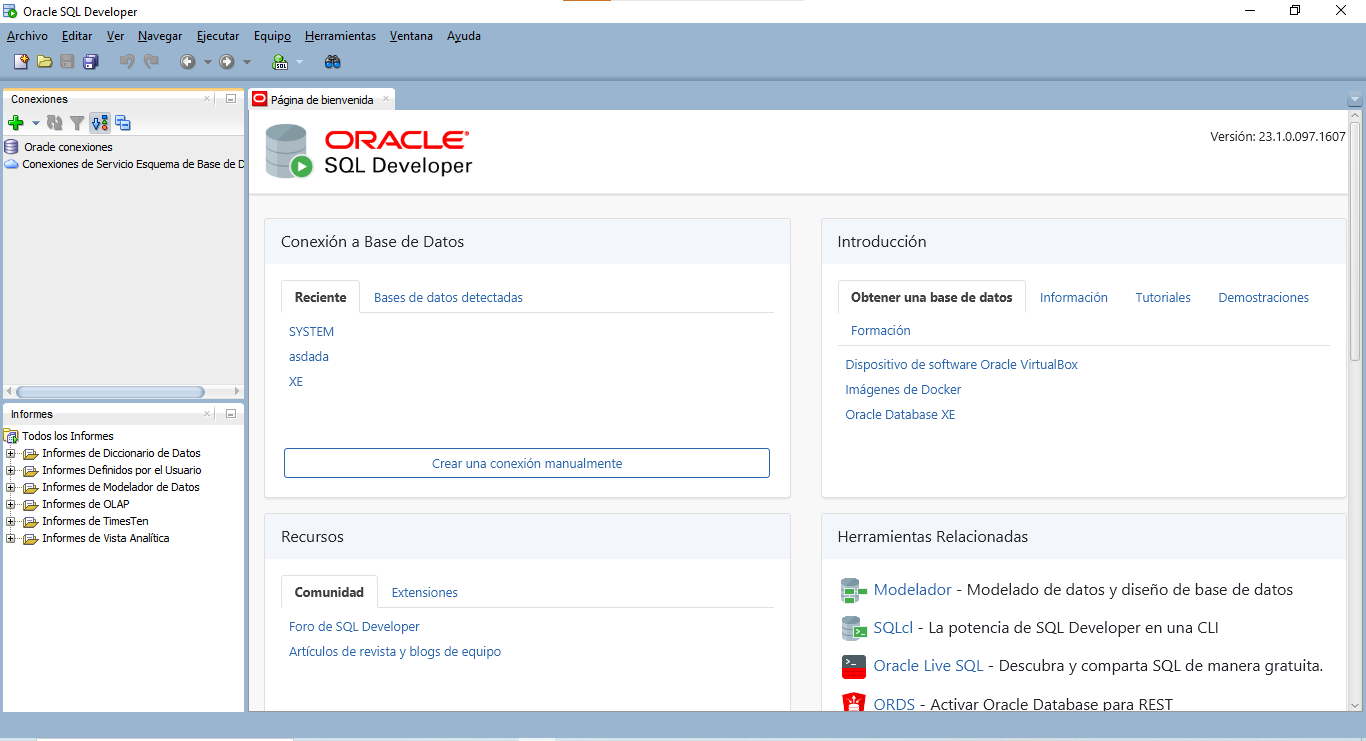 Oracle SQL Developer
Archivo Editar Ver Navegar Ejecutar Equipo Herramientas Ventana Ayuda
SQL
Conexiones
Oracle conexiones
Conexiones de Servicio Esquema de Base de D
Informes
Todos los Informes
Informes de Diccionario de Datos
Informes Definidos por el Usuario
Informes de Modelador de Datos
Informes de OLAP
Informes de TimesTen
Informes de Vista Analítica
Página de bienvenida
ORACLE
SQL Developer
Versión: 23.1.0.097.1607
Conexión a Base de Datos
Reciente Bases de datos detectadas
SYSTEM
asdada
XE
Crear una conexión manualmente
Introducción
Obtener una base de datos Información Tutoriales Demostraciones
Formación
Dispositivo de software Oracle VirtualBox
Imágenes de Docker
Oracle Database XE
Recursos
Comunidad Extensiones
Foro de SQL Developer
Artículos de revista y blogs de equipo
Herramientas Relacionadas
Modelador - Modelado de datos y diseño de base de datos
SQLcl - La potencia de SQL Developer en una CLI
Oracle Live SQL - Descubra y comparta SQL de manera gratuita.
ORDS - Activar Oracle Database para REST